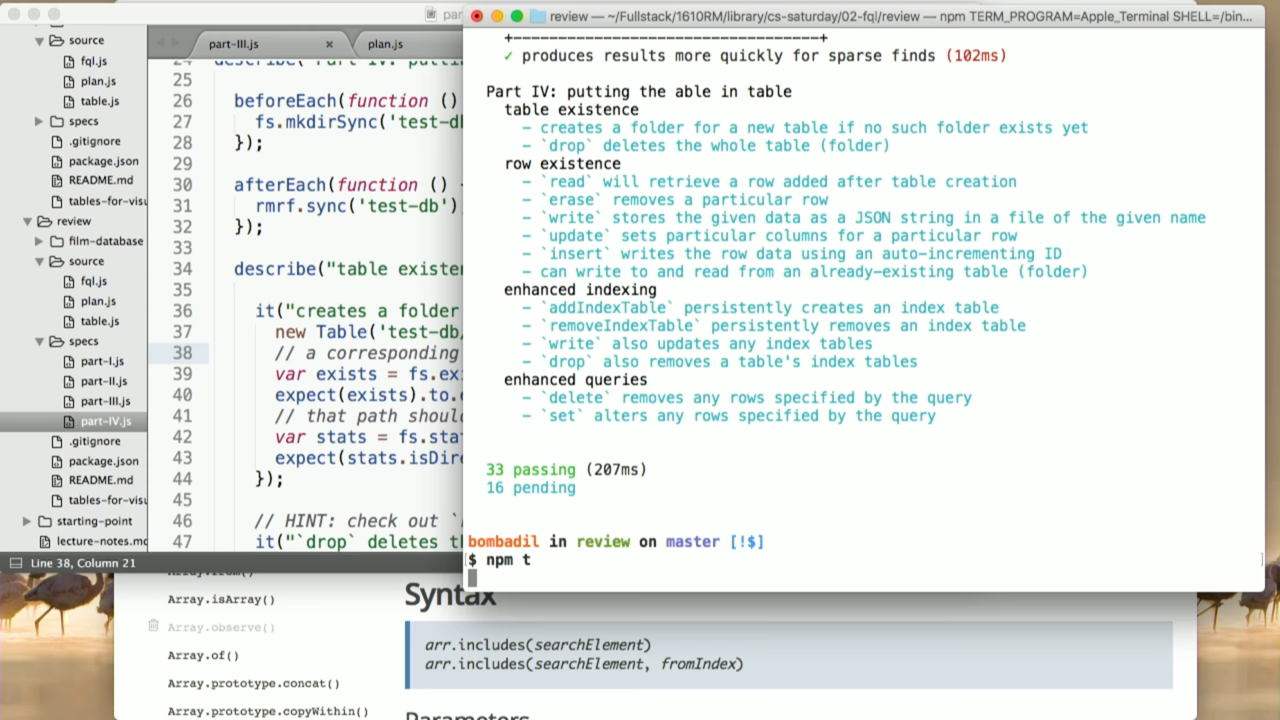 review — ~/Fullstack/1610RM/library/cs-saturday/02-fql/review — npm TERM_PROGRAM=Apple_Terminal SHELL=/bin...
source
fql.js
plan.js
table.js
specs
.gitignore
package.json
README.md
review
film-database
source
fql.js
plan.js
table.js
specs
part-I.js
part-II.js
part-III.js
part-IV.js
.gitignore
package.json
README.md
starting-point
part-III.js ×
plan.js
25
26 beforeEach(function ()
27 fs.mkdirSync('test-db
28 });
29
30 afterEach(function ()
31 rmrf.sync('test-db')
32 });
33
34 describe("table exister
35
36 it("creates a folder
37 new Table('test-db/
38 // a corresponding
39 var exists = fs.ex
40 expect(exists).to.
41 // that path shoul
42 var stats = fs.sta
43 expect(stats.isDire
44 });
45
46 // HINT: check out `
47 it("`drop` deletes t
Line 38, Column 21
+-----------------------------------+
✓ produces results more quickly for sparse finds (102ms)
Part IV: putting the able in table
table existence
- creates a folder for a new table if no such folder exists yet
- `drop` deletes the whole table (folder)
row existence
- `read` will retrieve a row added after table creation
- `erase` removes a particular row
- `write` stores the given data as a JSON string in a file of the given name
- `update` sets particular columns for a particular row
- `insert` writes the row data using an auto-incrementing ID
- can write to and read from an already-existing table (folder)
enhanced indexing
- `addIndexTable` persistently creates an index table
- `removeIndexTable` persistently removes an index table
- `write` also updates any index tables
- `drop` also removes a table's index tables
enhanced queries
- `delete` removes any rows specified by the query
- `set` alters any rows specified by the query
33 passing (207ms)
16 pending
bombadil in review on master [!$]
$ npm t
Array.isArray()
Array.observe()
Array.of()
Array.prototype.concat()
Array.prototype.copyWithin()
Syntax
arr.includes(searchElement)
arr.includes(searchElement, fromIndex)